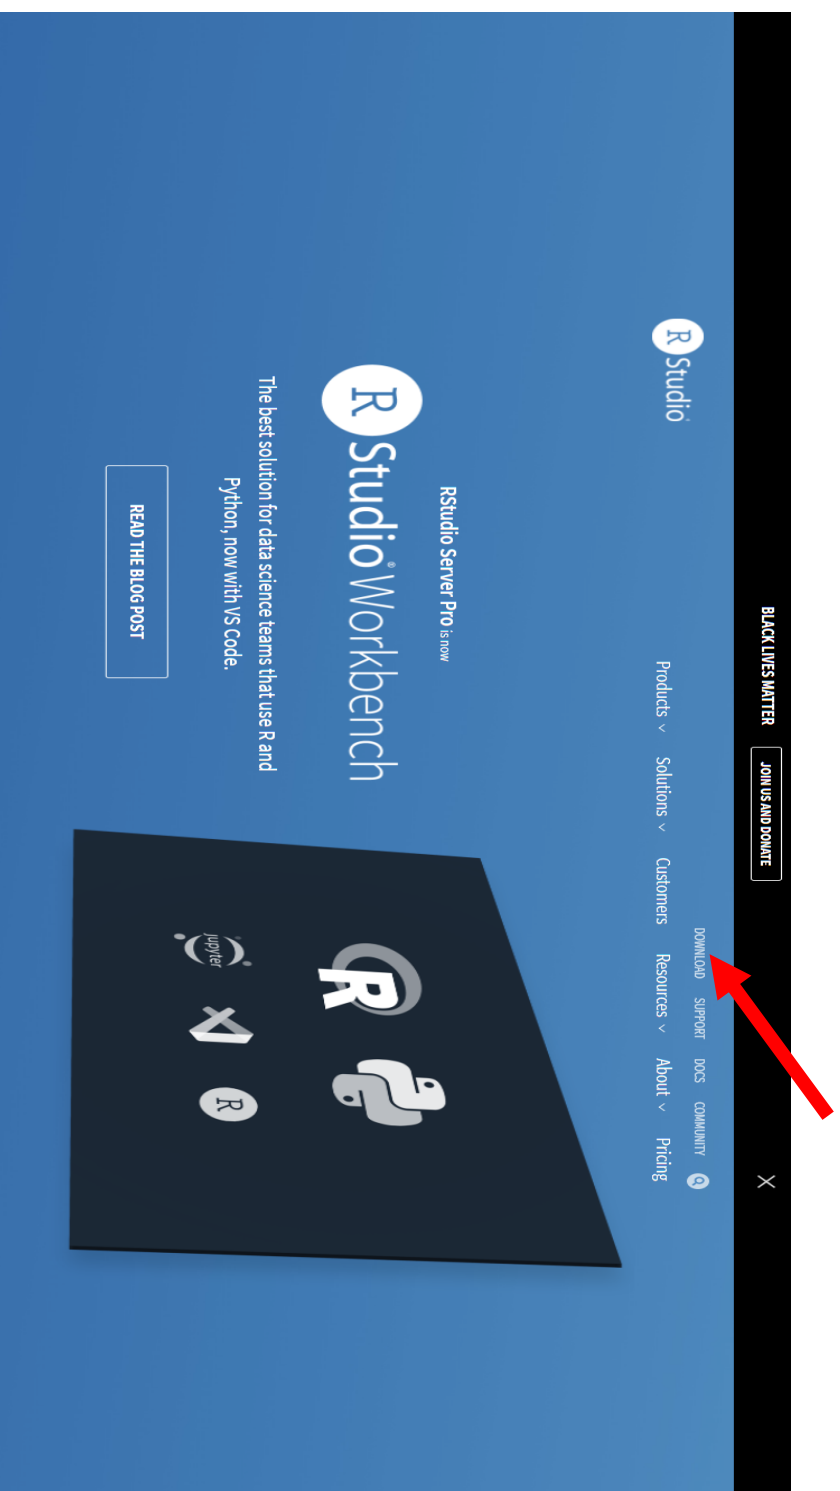 BLACK LIVES MATTER JOIN US AND DONATE X
DOWNLOAD SUPPORT DOCS COMMUNITY
R Studio
Products Solutions Customers Resources About Pricing
RStudio Server Pro is now
R Studio® Workbench
The best solution for data science teams that use R and
Python, now with VS Code.
READ THE BLOG POST
R
jupyter
R